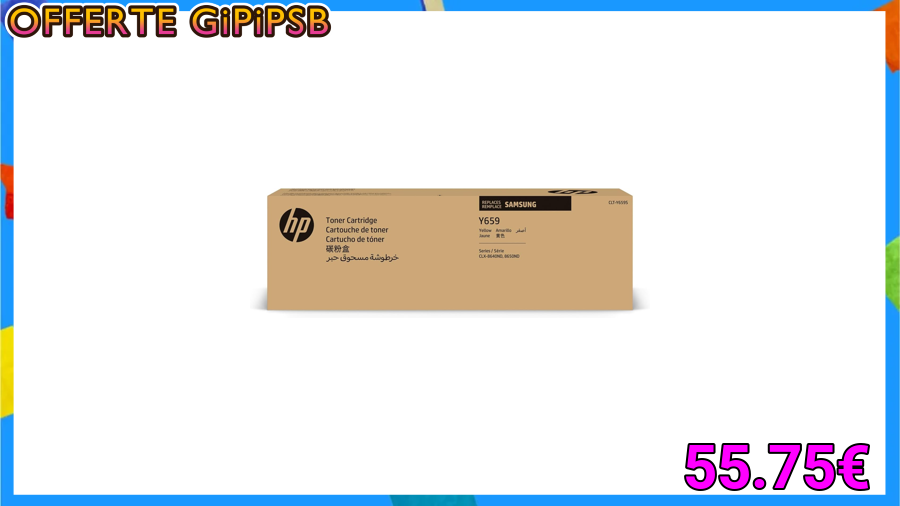 OFFERTE GiPiPSB
hp
Toner Cartridge
Cartouche de toner
Cartucho de tóner
碳粉盒
خرطوشة مسحوق حبر
REPLACES
REMPLACE
SAMSUNG
CLT-Y659S
Y659
Yellow Amarillo أصفر
Jaune 黄色
Series / Série
CLX-8640ND, 8650ND
55.75€